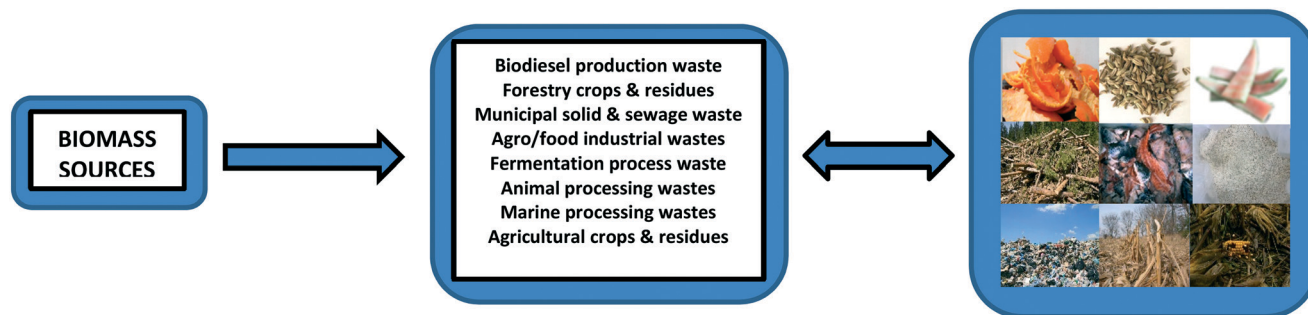 BIOMASS
SOURCES
Biodiesel production waste
Forestry crops & residues
Municipal solid & sewage waste
Agro/food industrial wastes
Fermentation process waste
Animal processing wastes
Marine processing wastes
Agricultural crops & residues